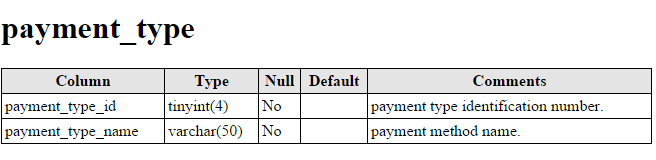 payment_type
Column Type Null Default Comments
payment_type_id tinyint(4) No payment type identification number.
payment_type_name varchar(50) No payment method name.